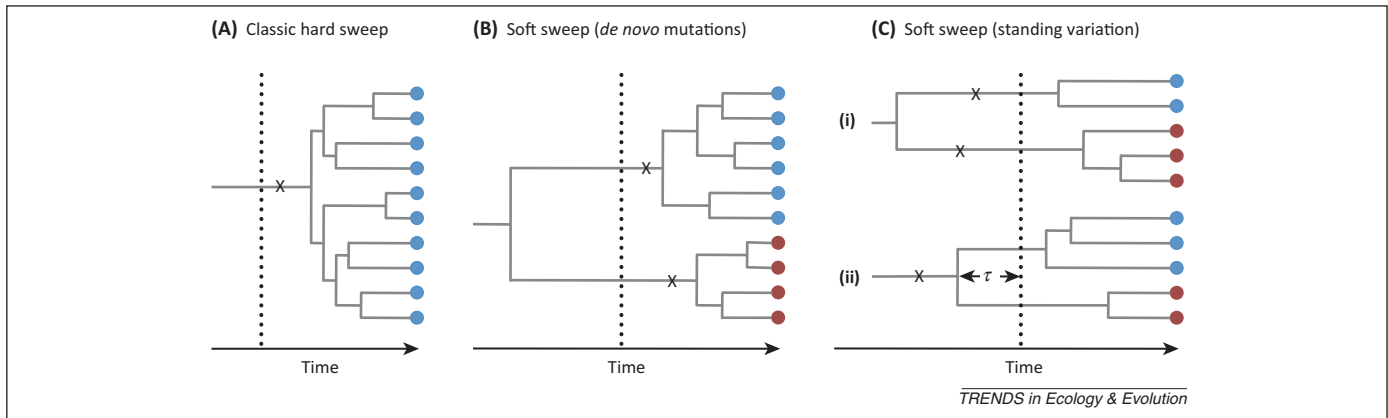 (A) Classic hard sweep
(B) Soft sweep (de novo mutations)
(C) Soft sweep (standing variation)
X
X
X
(i)
X
X
(ii)
X
τ
Time
Time
Time
TRENDS in Ecology & Evolution